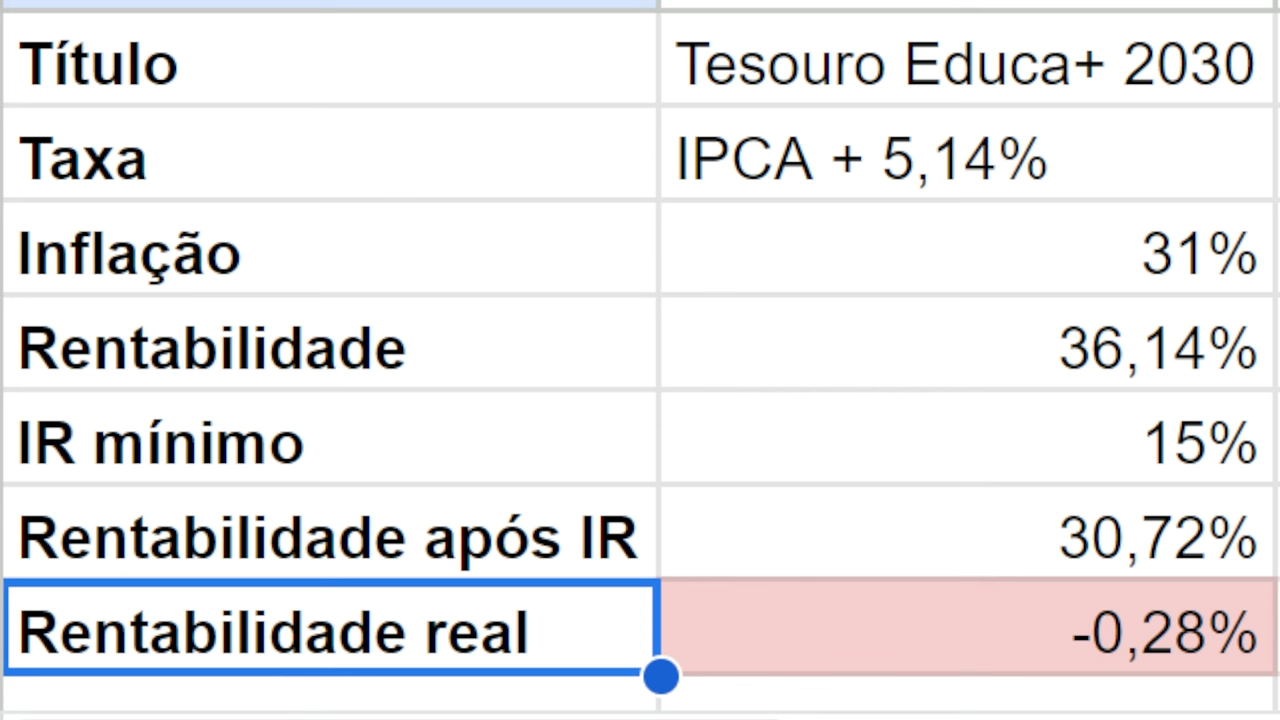 Título Tesouro Educa+ 2030
Taxa IPCA + 5,14%
Inflação 31%
Rentabilidade 36,14%
IR mínimo 15%
Rentabilidade após IR 30,72%
Rentabilidade real -0,28%